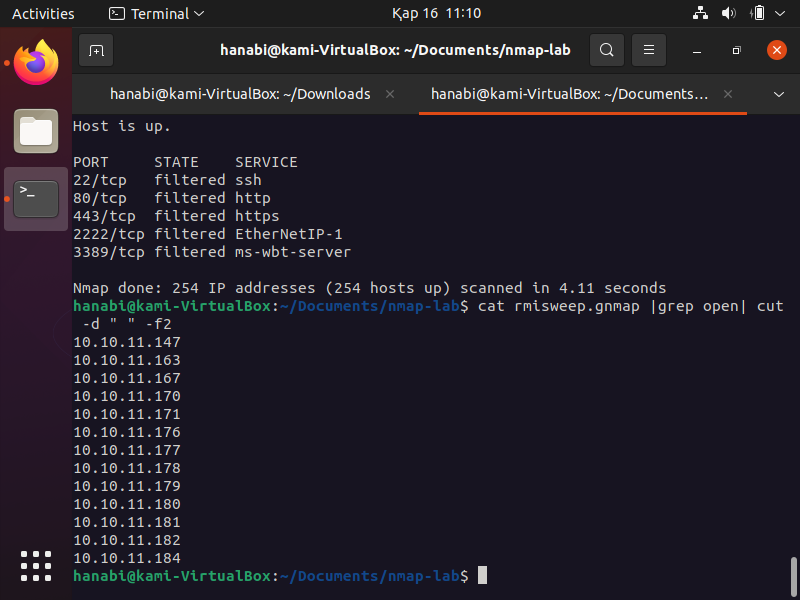 Activities Terminal Қар 16 11:10
hanabi@kami-VirtualBox: ~/Documents/nmap-lab
hanabi@kami-VirtualBox: ~/Downloads hanabi@kami-VirtualBox: ~/Documents...
Host is up.
PORT     STATE    SERVICE
22/tcp   filtered ssh
80/tcp   filtered http
443/tcp  filtered https
2222/tcp filtered EtherNetIP-1
3389/tcp filtered ms-wbt-server
Nmap done: 254 IP addresses (254 hosts up) scanned in 4.11 seconds
hanabi@kami-VirtualBox:~/Documents/nmap-lab$ cat rmisweep.gnmap |grep open| cut
 -d " " -f2
10.10.11.147
10.10.11.163
10.10.11.167
10.10.11.170
10.10.11.171
10.10.11.176
10.10.11.177
10.10.11.178
10.10.11.179
10.10.11.180
10.10.11.181
10.10.11.182
10.10.11.184
hanabi@kami-VirtualBox:~/Documents/nmap-lab$